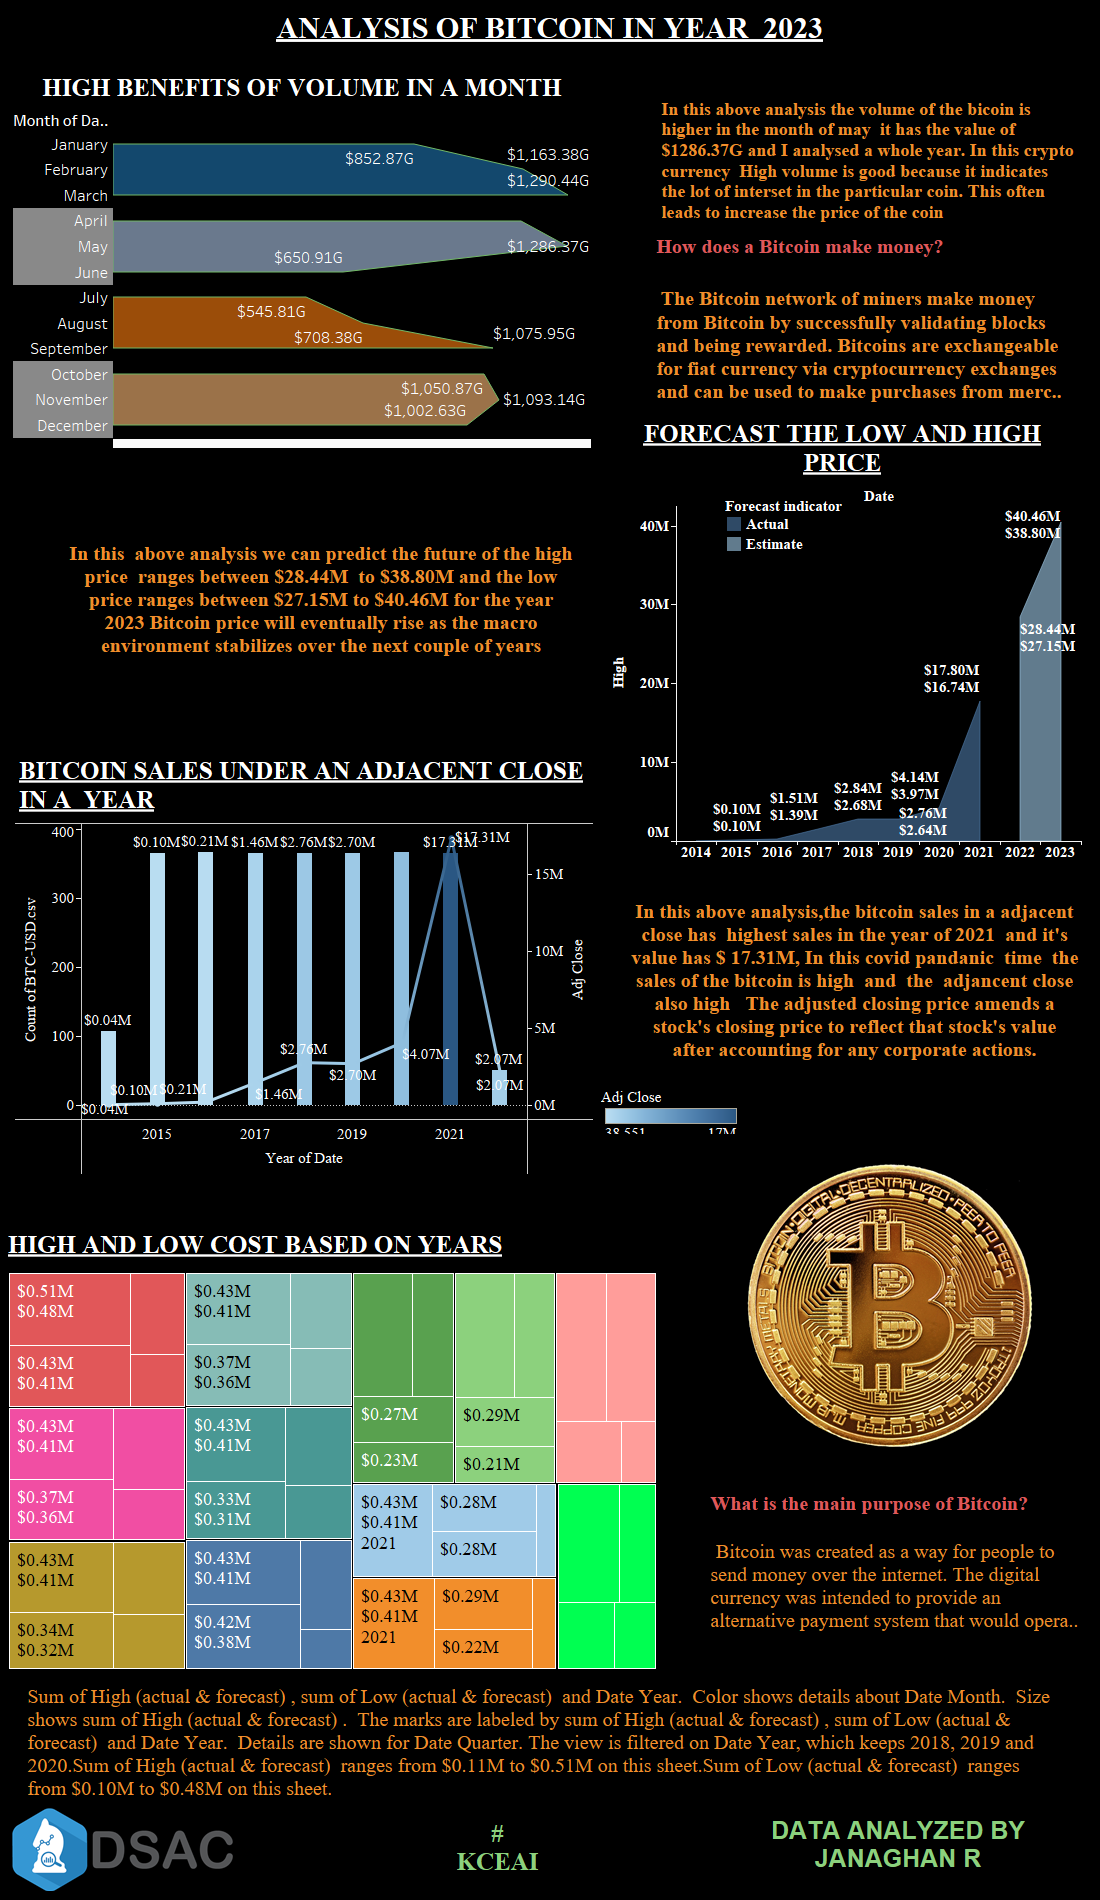 ANALYSIS OF BITCOIN IN YEAR 2023
HIGH BENEFITS OF VOLUME IN A MONTH
Month of Da..
January
February
March
April
May
June
July
August
September
October
November
December
$852.87G
$1,163.38G
$1,290.44G
$1,286.37G
$650.91G
$545.81G
$708.38G
$1,075.95G
$1,050.87G
$1,093.14G
$1,002.63G
In this above analysis the volume of the bicoin is
higher in the month of may it has the value of
$1286.37G and I analysed a whole year. In this crypto
currency High volume is good because it indicates
the lot of interset in the particular coin. This often
leads to increase the price of the coin
How does a Bitcoin make money?
The Bitcoin network of miners make money
from Bitcoin by successfully validating blocks
and being rewarded. Bitcoins are exchangeable
for fiat currency via cryptocurrency exchanges
and can be used to make purchases from merc..
FORECAST THE LOW AND HIGH
PRICE
Date
Forecast indicator
Actual
Estimate
High
40M
30M
20M
10M
0M
$0.10M
$0.10M
$1.51M
$1.39M
$2.84M
$2.68M
$4.14M
$3.97M
$2.76M
$2.64M
$17.80M
$16.74M
$28.44M
$27.15M
$40.46M
$38.80M
2014 2015 2016 2017 2018 2019 2020 2021 2022 2023
In this above analysis we can predict the future of the high
price ranges between $28.44M to $38.80M and the low
price ranges between $27.15M to $40.46M for the year
2023 Bitcoin price will eventually rise as the macro
environment stabilizes over the next couple of years
BITCOIN SALES UNDER AN ADJACENT CLOSE
IN A YEAR
Count of BTC-USD.csv
400
300
200
100
0
$0.10M $0.21M $1.46M $2.76M $2.70M $17.31M $17.31M
$0.04M
$2.76M
$4.07M
$2.07M
$2.70M
$2.07M
$0.10M $0.21M
$1.46M
$0.04M
15M
10M
5M
0M
Adj Close
2015 2017 2019 2021
Year of Date
In this above analysis,the bitcoin sales in a adjacent
close has highest sales in the year of 2021 and it's
value has $ 17.31M, In this covid pandanic time the
sales of the bitcoin is high and the adjancent close
also high The adjusted closing price amends a
stock's closing price to reflect that stock's value
after accounting for any corporate actions.
Adj Close
38,551 17M
BITCOIN·DIGITAL·DECENTRALIZED·PEER TO PEER
HIGH AND LOW COST BASED ON YEARS
$0.51M
$0.48M
$0.43M
$0.41M
$0.43M
$0.41M
$0.37M
$0.36M
$0.43M
$0.41M
$0.34M
$0.32M
$0.43M
$0.41M
$0.37M
$0.36M
$0.43M
$0.41M
$0.33M
$0.31M
$0.43M
$0.41M
$0.42M
$0.38M
$0.27M
$0.23M
$0.29M
$0.21M
$0.43M
$0.41M
2021
$0.28M
$0.28M
$0.43M
$0.41M
2021
$0.29M
$0.22M
What is the main purpose of Bitcoin?
Bitcoin was created as a way for people to
send money over the internet. The digital
currency was intended to provide an
alternative payment system that would opera..
Sum of High (actual & forecast) , sum of Low (actual & forecast) and Date Year. Color shows details about Date Month. Size
shows sum of High (actual & forecast) . The marks are labeled by sum of High (actual & forecast) , sum of Low (actual &
forecast) and Date Year. Details are shown for Date Quarter. The view is filtered on Date Year, which keeps 2018, 2019 and
2020.Sum of High (actual & forecast) ranges from $0.11M to $0.51M on this sheet.Sum of Low (actual & forecast) ranges
from $0.10M to $0.48M on this sheet.
DSAC
#
KCEAI
DATA ANALYZED BY
JANAGHAN R